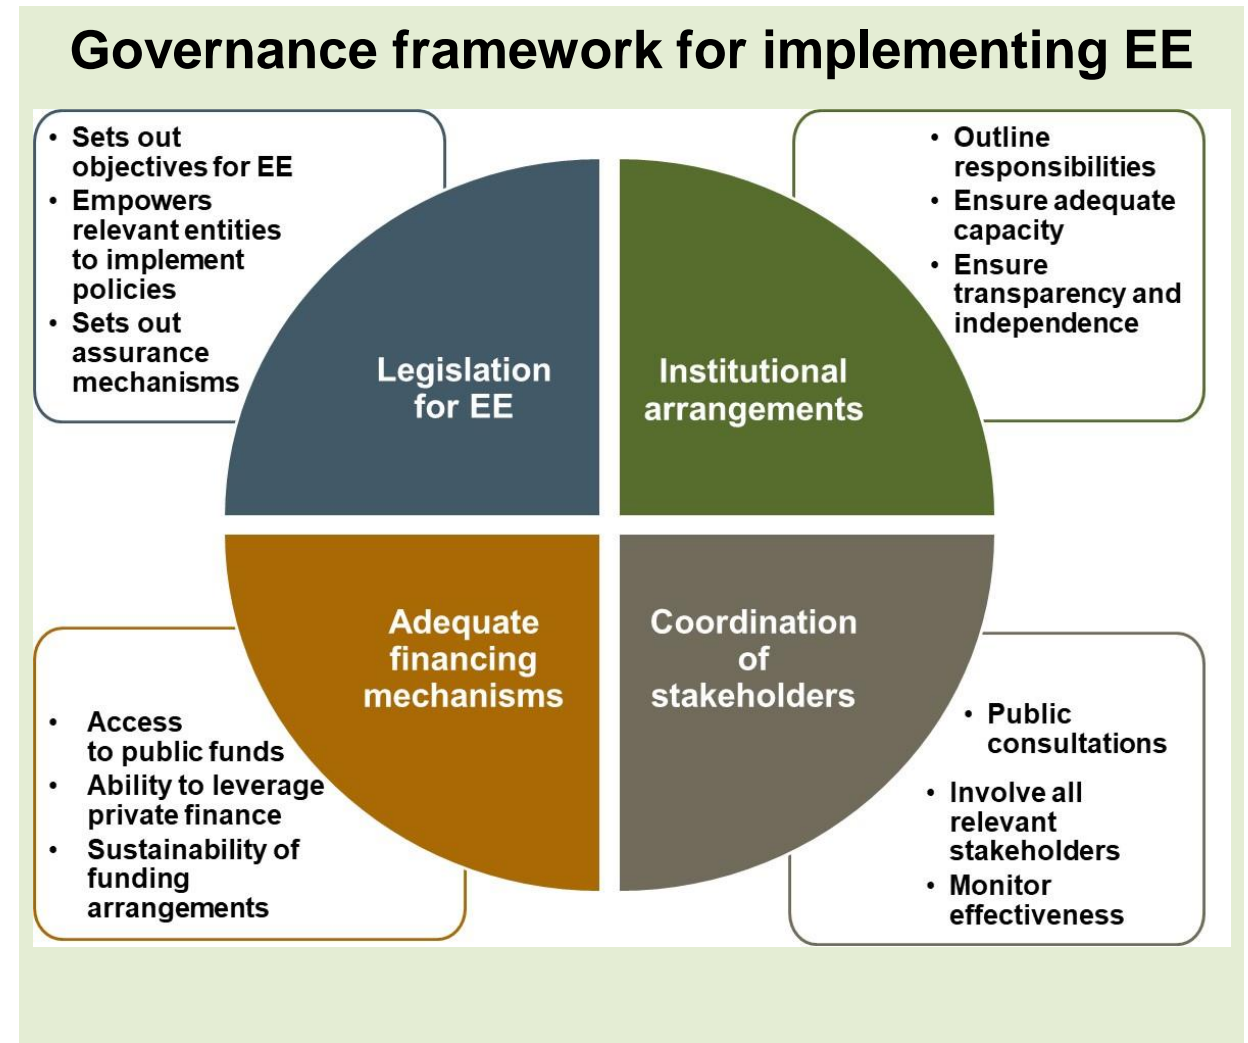 Governance framework for implementing EE
• Sets out
objectives for EE
• Empowers
relevant entities
to implement
policies
• Sets out
assurance
mechanisms
Legislation
for EE
• Outline
responsibilities
• Ensure adequate
capacity
• Ensure
transparency and
independence
Institutional
arrangements
Adequate
financing
mechanisms
• Access
to public funds
• Ability to leverage
private finance
• Sustainability of
funding
arrangements
Coordination
of
stakeholders
• Public
consultations
• Involve all
relevant
stakeholders
• Monitor
effectiveness